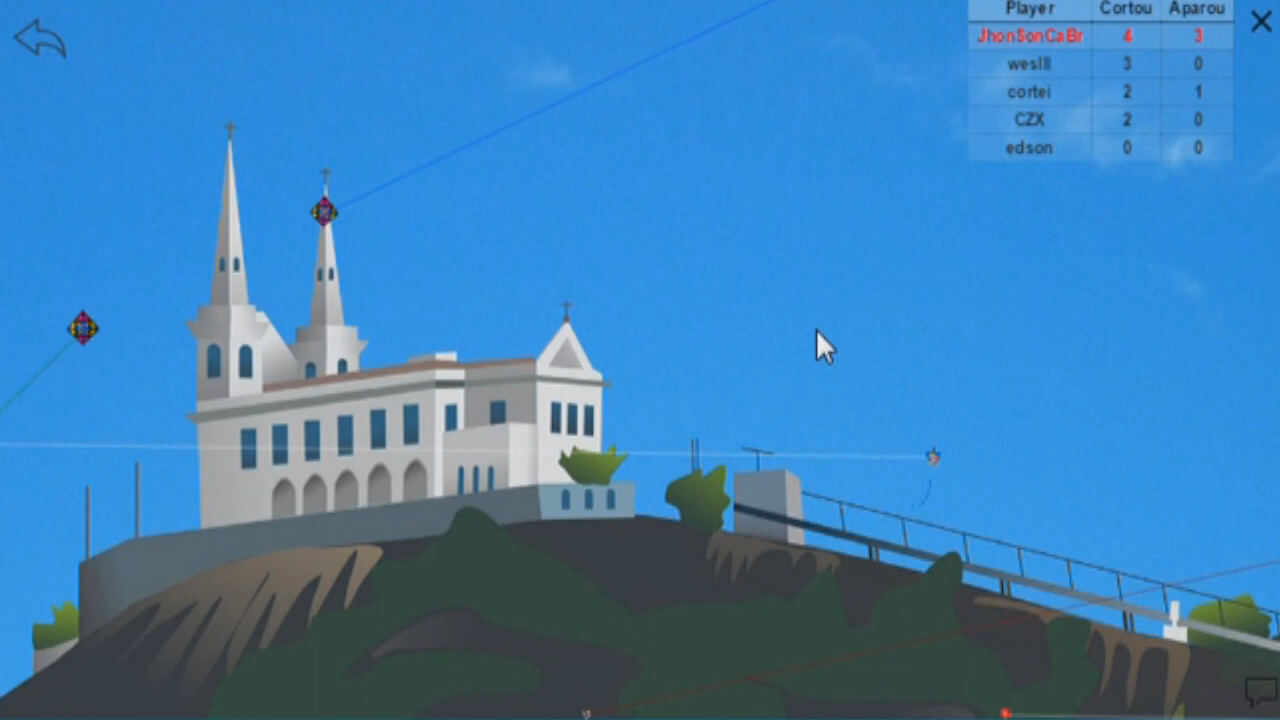 Player Cortou Aparou
JhonSonCaBr 4 3
weslll 3 0
cortei 2 1
CZX 2 0
edson 0 0